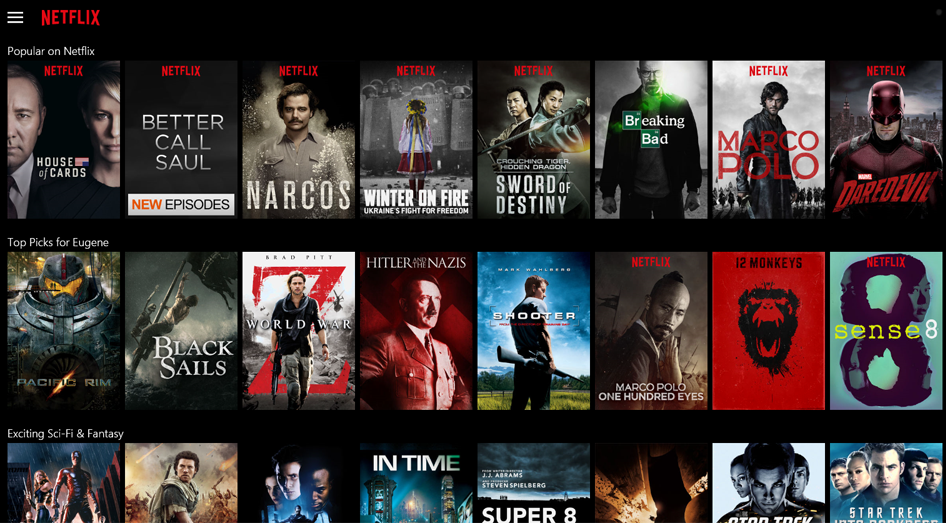 NETFLIX
Popular on Netflix
NETFLIX
HOUSE
of CARDS
NETFLIX
BETTER
CALL
SAUL
NEW EPISODES
NETFLIX
NARCOS
NETFLIX
WINTER ON FIRE
UKRAINE'S FIGHT FOR FREEDOM
NETFLIX
CROUCHING TIGER,
HIDDEN DRAGON
SWORD OF
DESTINY
Breaking
Bad
NETFLIX
MARCO
POLO
NETFLIX
MARVEL
DAREDEVIL
Top Picks for Eugene
PACIFIC RIM
BLACK
SAILS
BRAD PITT
WORLD WAR
Z
HITLER AND THE NAZIS
MARK WAHLBERG
SHOOTER
NETFLIX
MARCO POLO
ONE HUNDRED EYES
12 MONKEYS
NETFLIX
sense8
Exciting Sci-Fi & Fantasy
IN TIME
J.J. ABRAMS
STEVEN SPIELBERG
SUPER 8
STAR TREK
STAR TREK